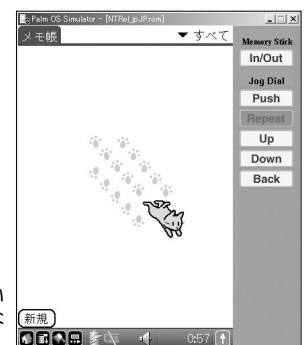 Palm OS Simulator - [NTRel_jpJP.rom]
メモ帳
▼ すべて
Memory Stick
In/Out
Jog Dial
Push
Repeat
Up
Down
Back
い
新規
0:57